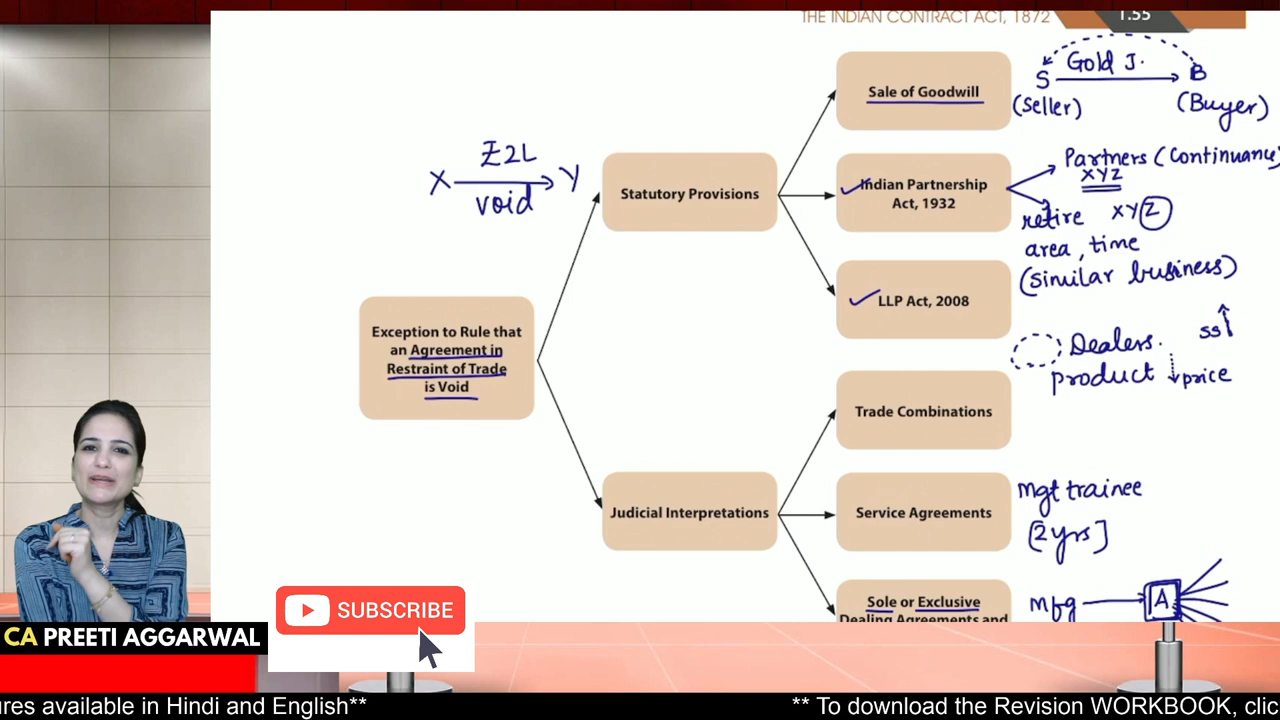 THE INDIAN CONTRACT ACT, 1872
1.55
Sale of Goodwill
S
Gold J.
B
(Seller)
(Buyer)
X
₹2L
Y
void
Statutory Provisions
Indian Partnership
Act, 1932
Partners (Continuance)
XYZ
retire XYZ
area, time
(similar business)
LLP Act, 2008
Exception to Rule that
an Agreement in
Restraint of Trade
is Void
Dealers.
SS
product
price
Trade Combinations
Judicial Interpretations
Service Agreements
Mgt trainee
[2yrs]
Sole or Exclusive
Dealing Agreements and
Mfg
A
SUBSCRIBE
CA PREETI AGGARWAL
ures available in Hindi and English**
** To download the Revision WORKBOOK, clic